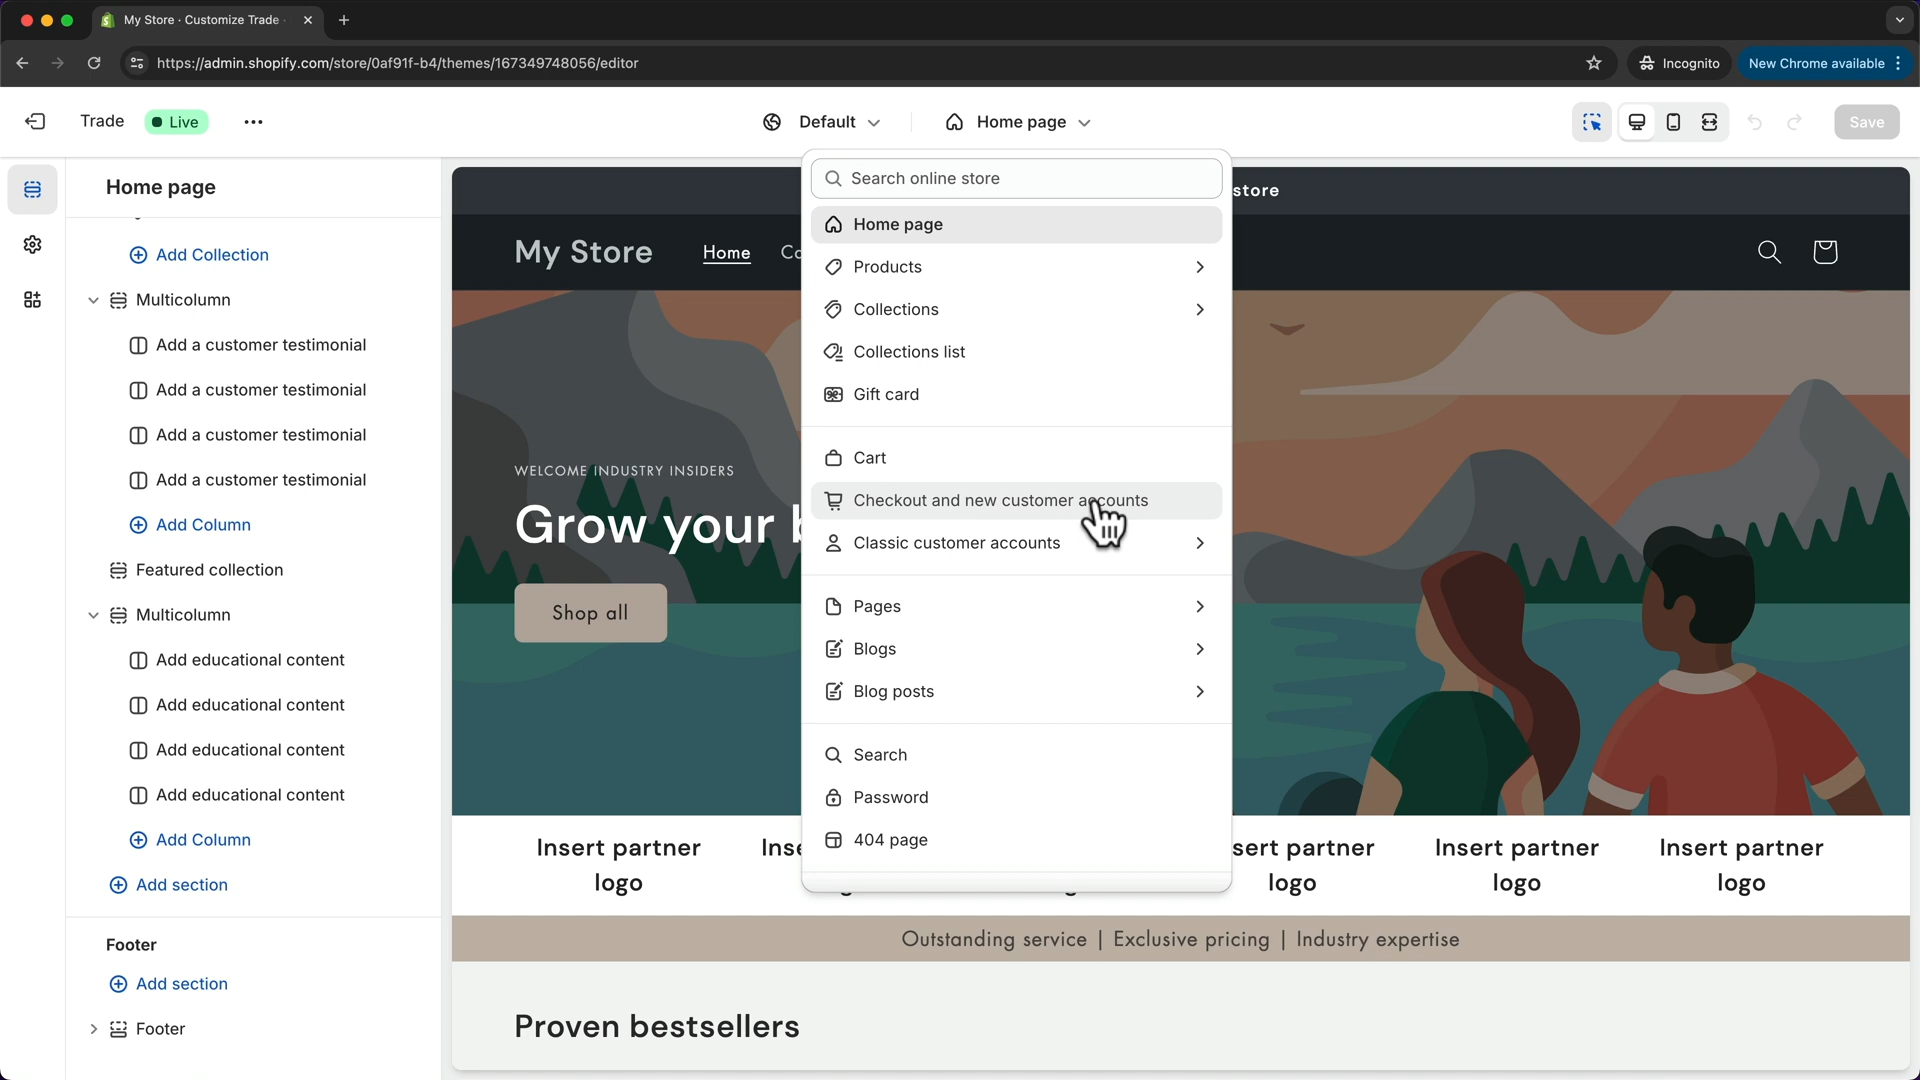 My Store · Customize Trade
https://admin.shopify.com/store/0af91f-b4/themes/167349748056/editor
Incognito
New Chrome available
Trade
Live
Default
Home page
Save
Home page
Add Collection
Multicolumn
Add a customer testimonial
Add a customer testimonial
Add a customer testimonial
Add a customer testimonial
Add Column
Featured collection
Multicolumn
Add educational content
Add educational content
Add educational content
Add educational content
Add Column
Add section
Footer
Add section
Footer
Search online store
Home page
Products
Collections
Collections list
Gift card
Cart
Checkout and new customer accounts
Classic customer accounts
Pages
Blogs
Blog posts
Search
Password
404 page
store
My Store
Home
WELCOME INDUSTRY INSIDERS
Grow your
Shop all
Insert partner
logo
Insert partner
logo
Insert partner
logo
Outstanding service | Exclusive pricing | Industry expertise
Proven bestsellers